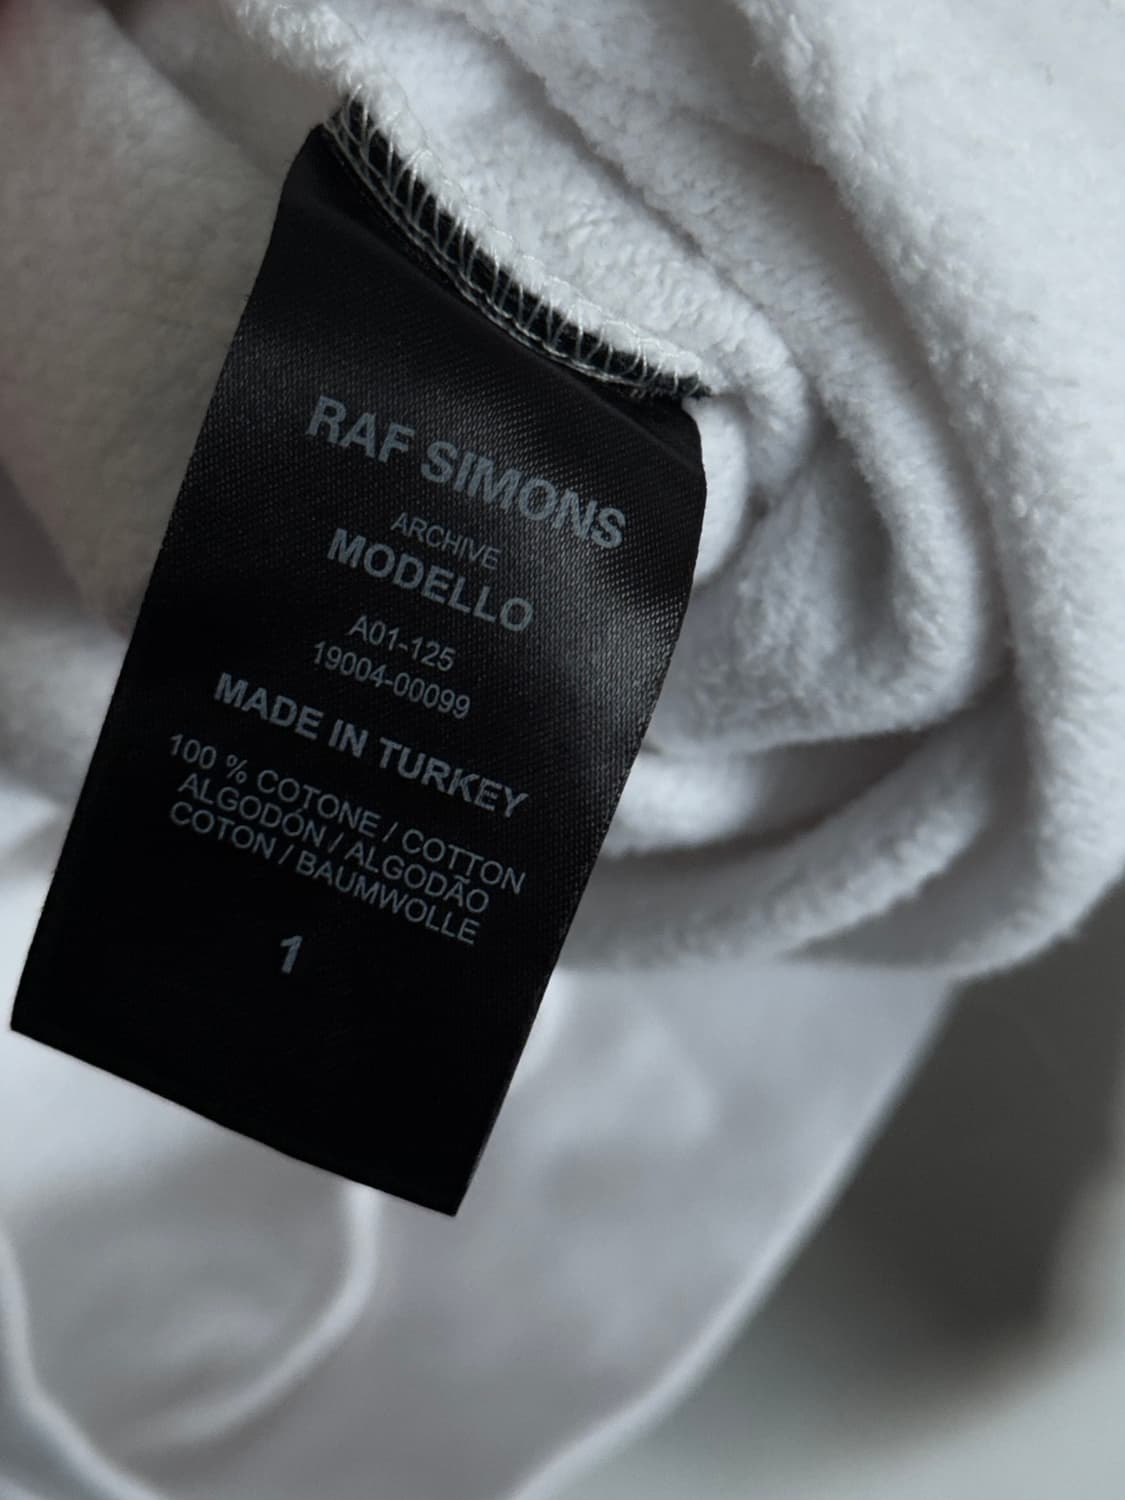 RAF SIMONS
ARCHIVE
MODELLO
A01-125
19004-00099
MADE IN TURKEY
100 % COTONE / COTTON
ALGODÓN / ALGODÃO
COTON / BAUMWOLLE
1